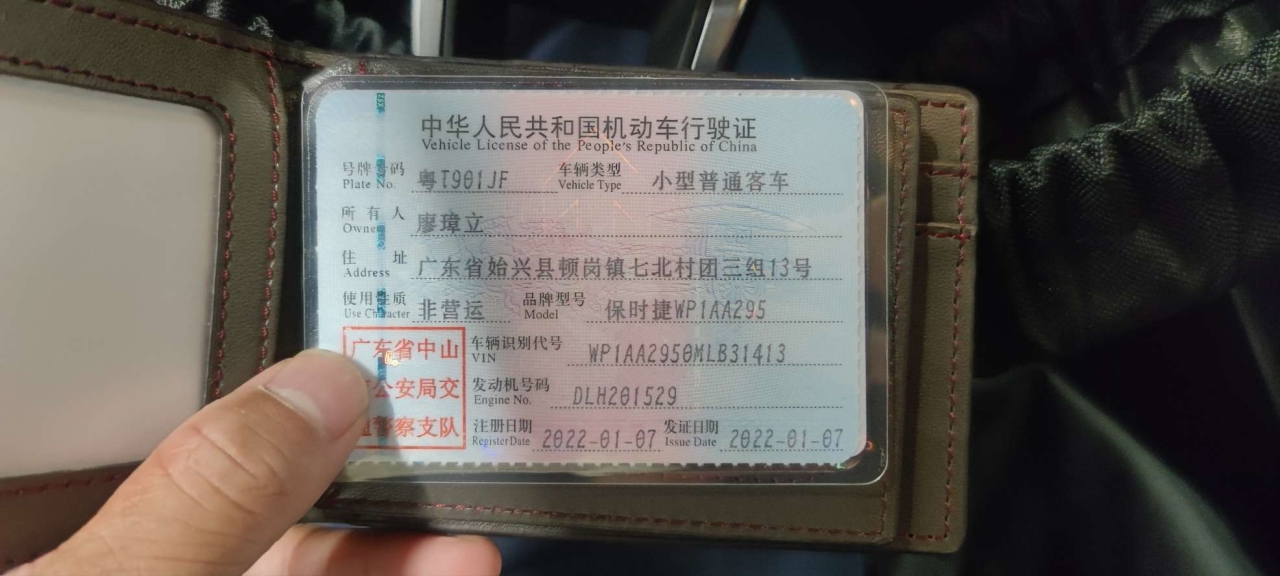 中华人民共和国机动车行驶证
Vehicle License of the People's Republic of China
号牌号码 粤T901JF 车辆类型 小型普通客车
Plate No. Vehicle Type
所有人 廖璋立
Owner
住址 广东省始兴县顿岗镇七北村团三组13号
Address
使用性质 非营运 品牌型号 保时捷WP1AA295
Use Character Model
广东省中山 车辆识别代号 WP1AA2950MLB31413
VIN
公安局交 发动机号码 DLH201529
Engine No.
警察支队 注册日期 2022-01-07 发证日期 2022-01-07
Register Date Issue Date